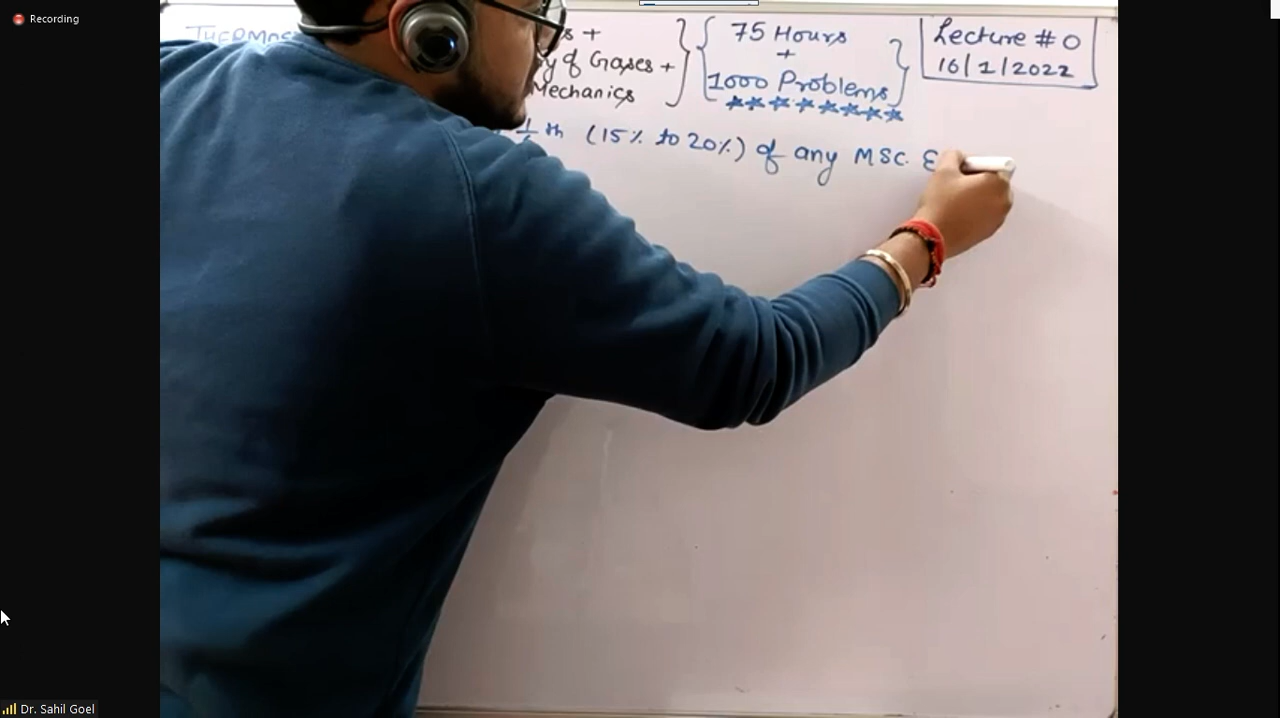 Recording
s +
y of Gases +
Mechanics
75 Hours
+
1000 Problems
Lecture # 0
16/1/2022
th (15% to 20%) of any MSC. E
Dr. Sahil Goel